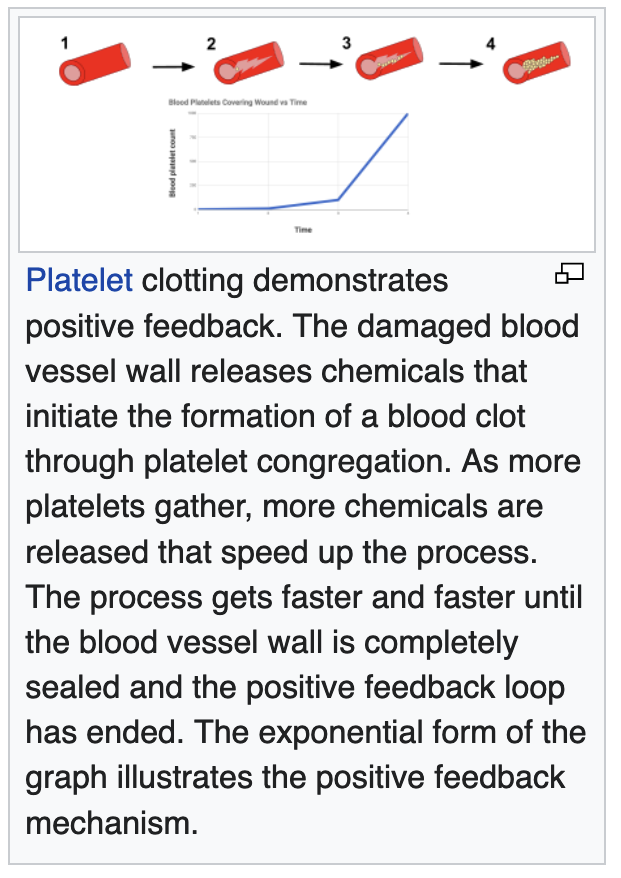 1 2 3 4
Blood Platelets Covering Wound vs Time
Blood platelet count
Time
Platelet clotting demonstrates
positive feedback. The damaged blood
vessel wall releases chemicals that
initiate the formation of a blood clot
through platelet congregation. As more
platelets gather, more chemicals are
released that speed up the process.
The process gets faster and faster until
the blood vessel wall is completely
sealed and the positive feedback loop
has ended. The exponential form of the
graph illustrates the positive feedback
mechanism.